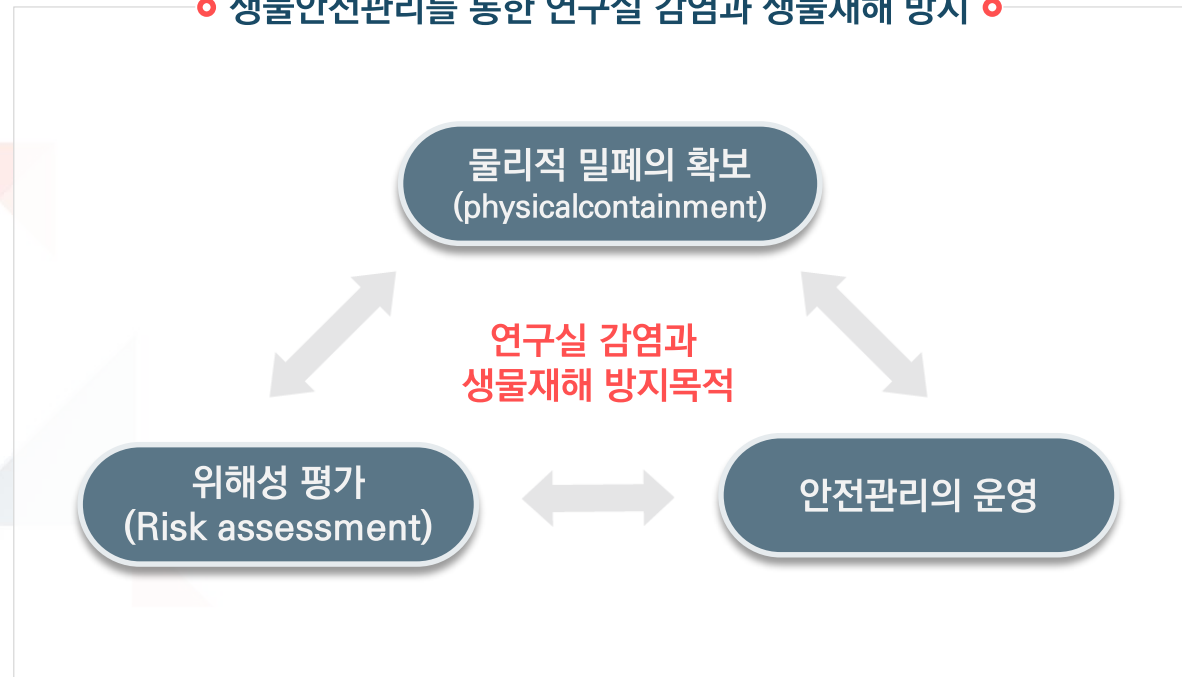 생물안전관리를 통한 연구실 감염과 생물재해 방지
물리적 밀폐의 확보
(physicalcontainment)
연구실 감염과
생물재해 방지목적
위해성 평가
(Risk assessment)
안전관리의 운영